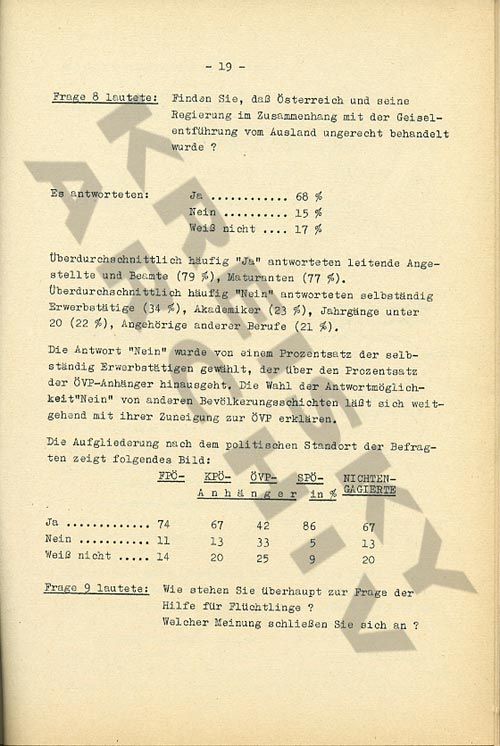 - 19 -
Frage 8 lautete: Finden Sie, daß Österreich und seine
Regierung im Zusammenhang mit der Geisel-
entführung vom Ausland ungerecht behandelt
wurde ?
Es antworteten: Ja ............ 68 %
Nein .......... 15 %
Weiß nicht .... 17 %
Überdurchschnittlich häufig "Ja" antworteten leitende Ange-
stellte und Beamte (79 %), Maturanten (77 %).
Überdurchschnittlich häufig "Nein" antworteten selbständig
Erwerbstätige (34 %), Akademiker (23 %), Jahrgänge unter
20 (22 %), Angehörige anderer Berufe (21 %).
Die Antwort "Nein" wurde von einem Prozentsatz der selb-
ständig Erwerbstätigen gewählt, der über den Prozentsatz
der ÖVP-Anhänger hinausgeht. Die Wahl der Antwortmöglich-
keit"Nein" von anderen Bevölkerungsschichten läßt sich weit-
gehend mit ihrer Zuneigung zur ÖVP erklären.
Die Aufgliederung nach dem politischen Standort der Befrag-
ten zeigt folgendes Bild:
FPÖ- KPÖ- ÖVP- SPÖ- NICHTEN-
Anhänger in % GAGIERTE
Ja ............ 74 67 42 86 67
Nein .......... 11 13 33 5 13
Weiß nicht ..... 14 20 25 9 20
Frage 9 lautete: Wie stehen Sie überhaupt zur Frage der
Hilfe für Flüchtlinge ?
Welcher Meinung schließen Sie sich an ?
KREISKY
ARCHIV